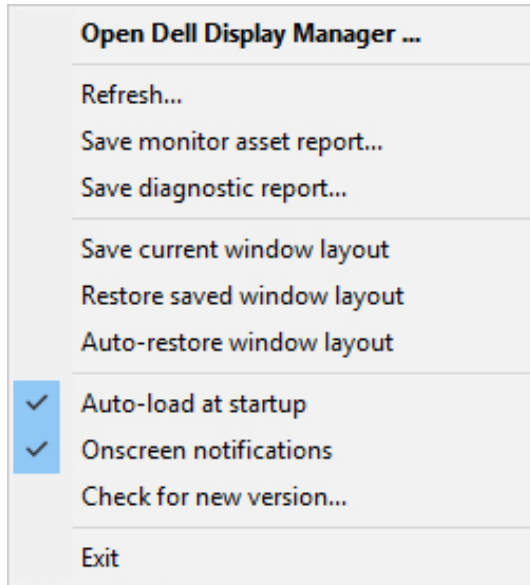 Open Dell Display Manager ...
Refresh...
Save monitor asset report...
Save diagnostic report...
Save current window layout
Restore saved window layout
Auto-restore window layout
Auto-load at startup
Onscreen notifications
Check for new version...
Exit